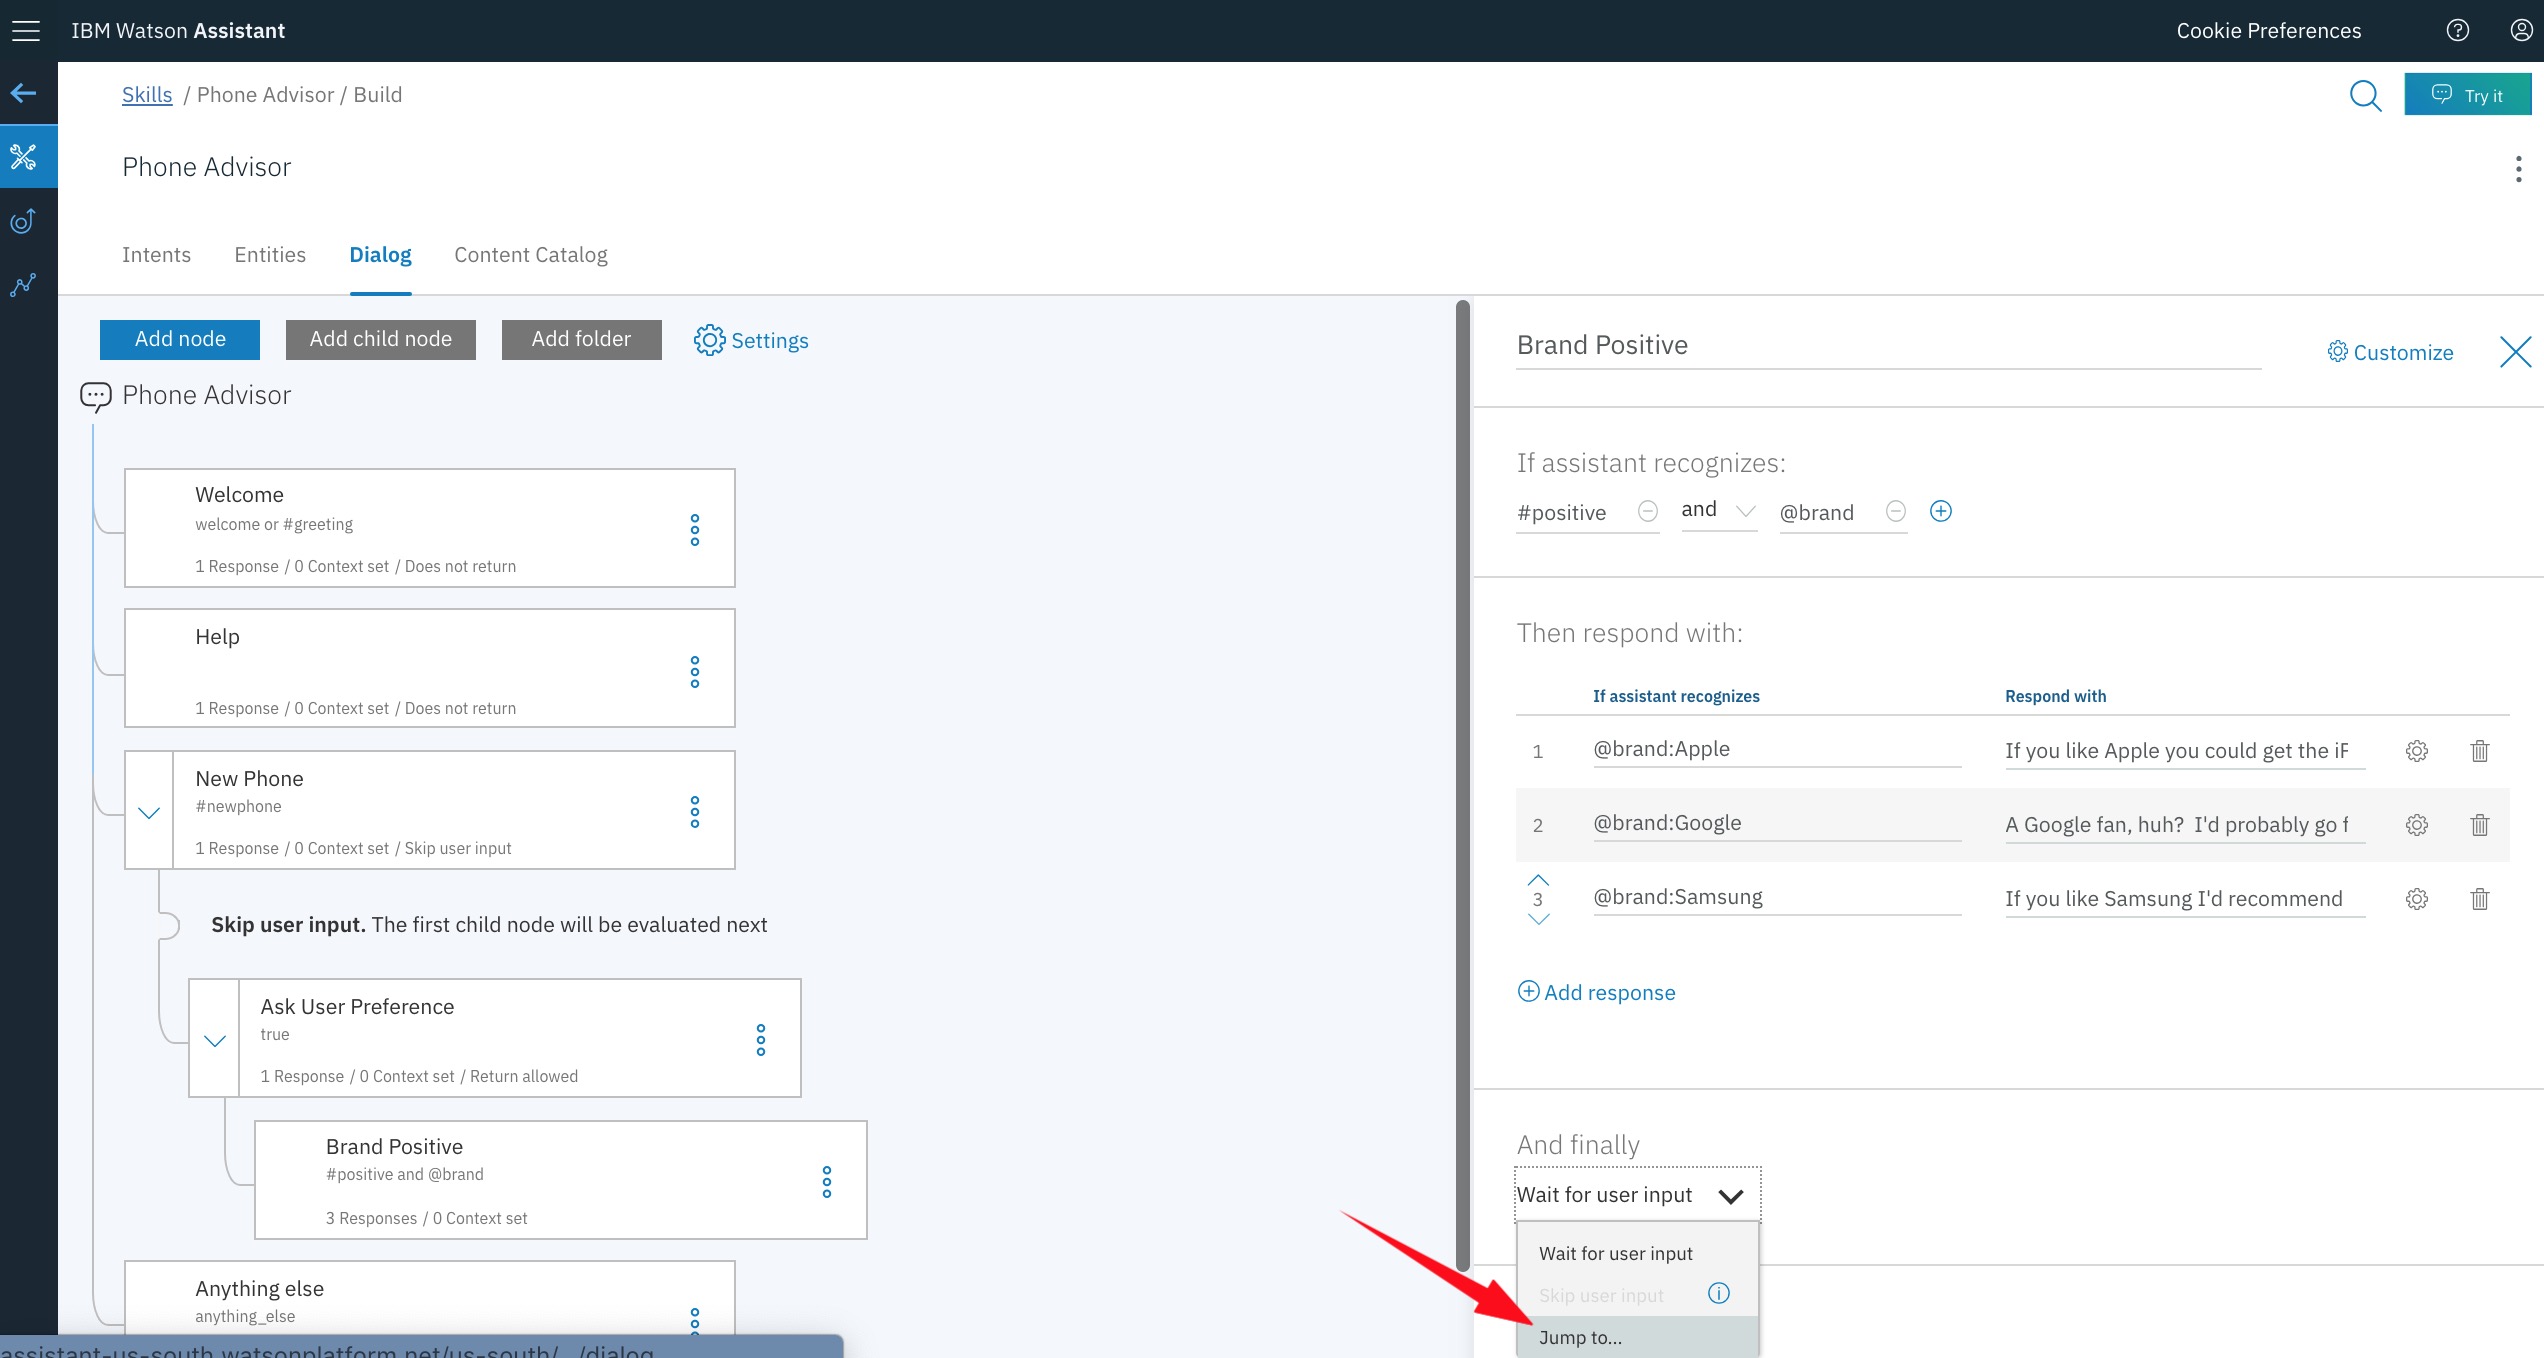 IBM Watson Assistant
Cookie Preferences
Skills / Phone Advisor / Build
Try it
Phone Advisor
Intents Entities Dialog Content Catalog
Add node Add child node Add folder Settings
Phone Advisor
Welcome
welcome or #greeting
1 Response / 0 Context set / Does not return
Help
1 Response / 0 Context set / Does not return
New Phone
#newphone
1 Response / 0 Context set / Skip user input
Skip user input. The first child node will be evaluated next
Ask User Preference
true
1 Response / 0 Context set / Return allowed
Brand Positive
#positive and @brand
3 Responses / 0 Context set
Anything else
anything_else
assistant-us-south.watsonplatform.net/us-south/.../dialog
Brand Positive
Customize
If assistant recognizes:
#positive and @brand
Then respond with:
If assistant recognizes Respond with
1 @brand:Apple If you like Apple you could get the iF
2 @brand:Google A Google fan, huh? I'd probably go f
3 @brand:Samsung If you like Samsung I'd recommend
Add response
And finally
Wait for user input
Wait for user input
Skip user input
Jump to...